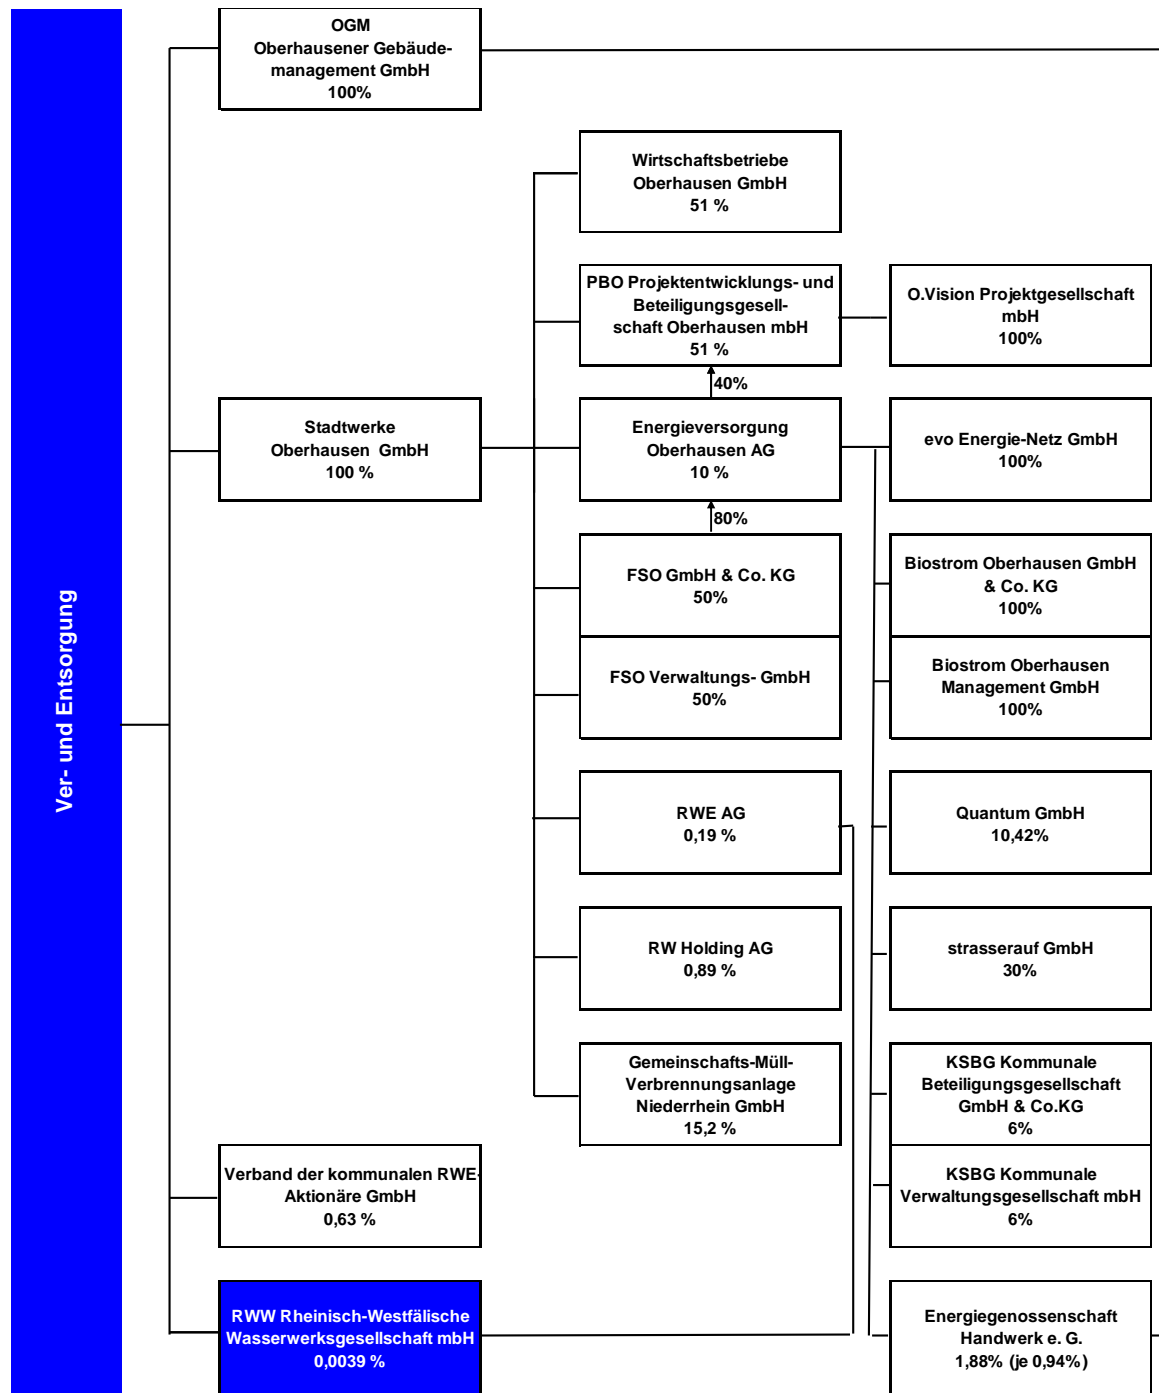 Ver- und Entsorgung
OGM
Oberhausener Gebäude-
management GmbH
100%
Stadtwerke
Oberhausen  GmbH
100 %
Verband der kommunalen RWE-
Aktionäre GmbH
0,63 %
RWW Rheinisch-Westfälische
Wasserwerksgesellschaft mbH
0,0039 %
Wirtschaftsbetriebe
Oberhausen GmbH
51 %
PBO Projektentwicklungs- und
Beteiligungsgesell-
schaft Oberhausen mbH
51 %
40%
Energieversorgung
Oberhausen AG
10 %
80%
FSO GmbH & Co. KG
50%
FSO Verwaltungs- GmbH
50%
RWE AG
0,19 %
RW Holding AG
0,89 %
Gemeinschafts-Müll-
Verbrennungsanlage
Niederrhein GmbH
15,2 %
O.Vision Projektgesellschaft
mbH
100%
evo Energie-Netz GmbH
100%
Biostrom Oberhausen GmbH
& Co. KG
100%
Biostrom Oberhausen
Management GmbH
100%
Quantum GmbH
10,42%
strasserauf GmbH
30%
KSBG Kommunale
Beteiligungsgesellschaft
GmbH & Co.KG
6%
KSBG Kommunale
Verwaltungsgesellschaft mbH
6%
Energiegenossenschaft
Handwerk e. G.
1,88% (je 0,94%)